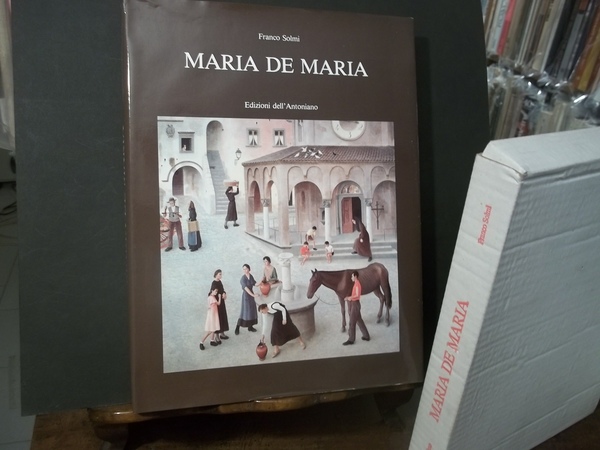 Franco Solmi
MARIA DE MARIA
Edizioni dell'Antoniano
Franco Solmi
MARIA DE MARIA